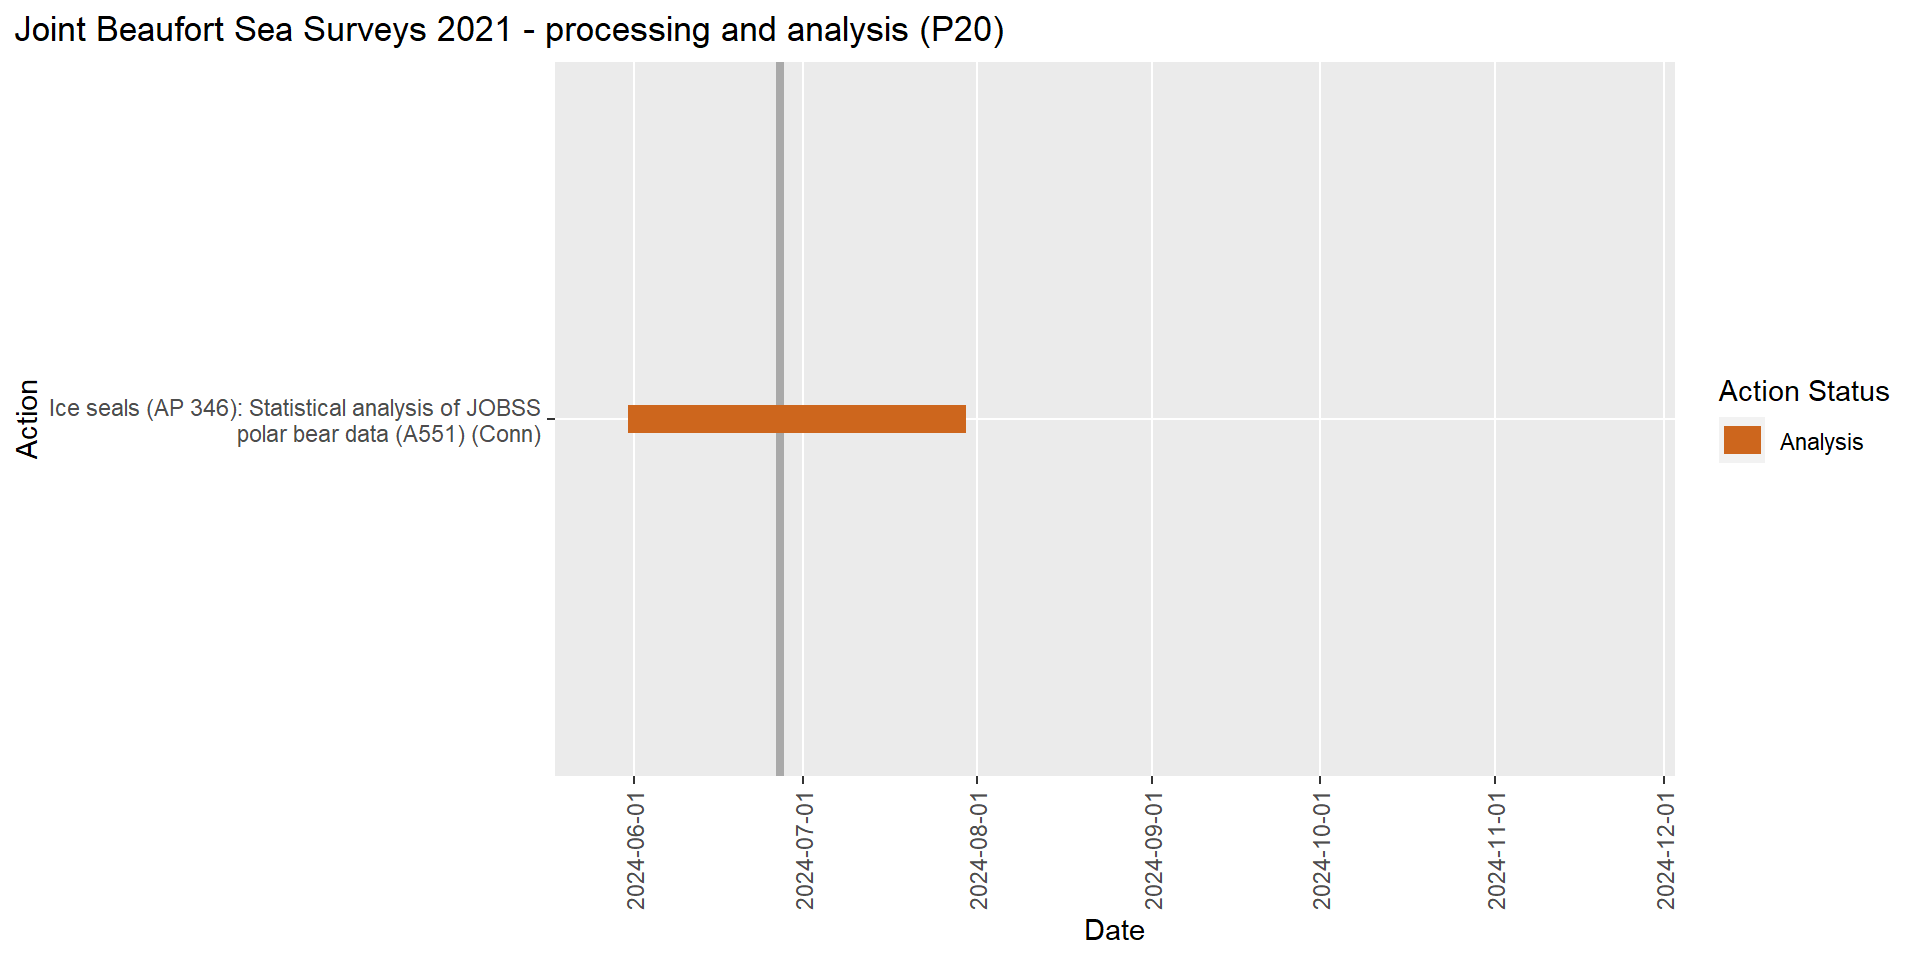 Joint Beaufort Sea Surveys 2021 - processing and analysis (P20)
Action
Ice seals (AP 346): Statistical analysis of JOBSS
polar bear data (A551) (Conn)
2024-06-01
2024-07-01
2024-08-01
2024-09-01
2024-10-01
2024-11-01
2024-12-01
Date
Action Status
Analysis